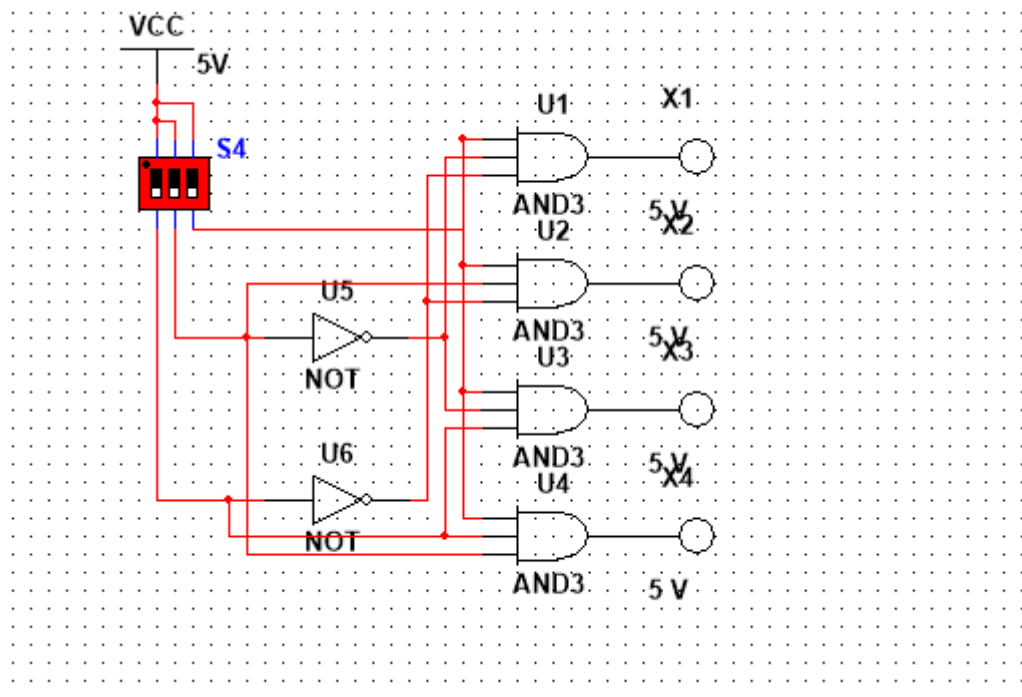 VCC
5V
S4
U1
X1
AND3
5 V
U2
X2
U5
AND3
5 V
U3
X3
NOT
U6
AND3
5 V
U4
X4
NOT
AND3
5 V